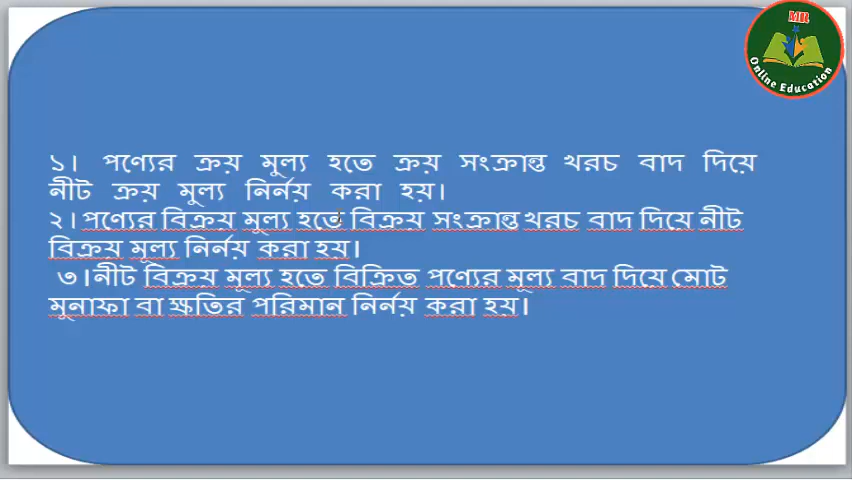 AR
Online Education
১। পণ্যের ক্রয় মুল্য হতে ক্রয় সংক্রান্ত খরচ বাদ দিয়ে
নীট ক্রয় মুল্য নির্নয় করা হয়।
২। পণ্যের বিক্রয় মুল্য হতে বিক্রয় সংক্রান্ত খরচ বাদ দিয়ে নীট
বিক্রয় মূল্য নির্নয় করা হয়।
৩। নীট বিক্রয় মূল্য হতে বিক্রিত পণ্যের মূল্য বাদ দিয়ে মোট
মুনাফা বা ক্ষতির পরিমান নির্নয় করা হয়।